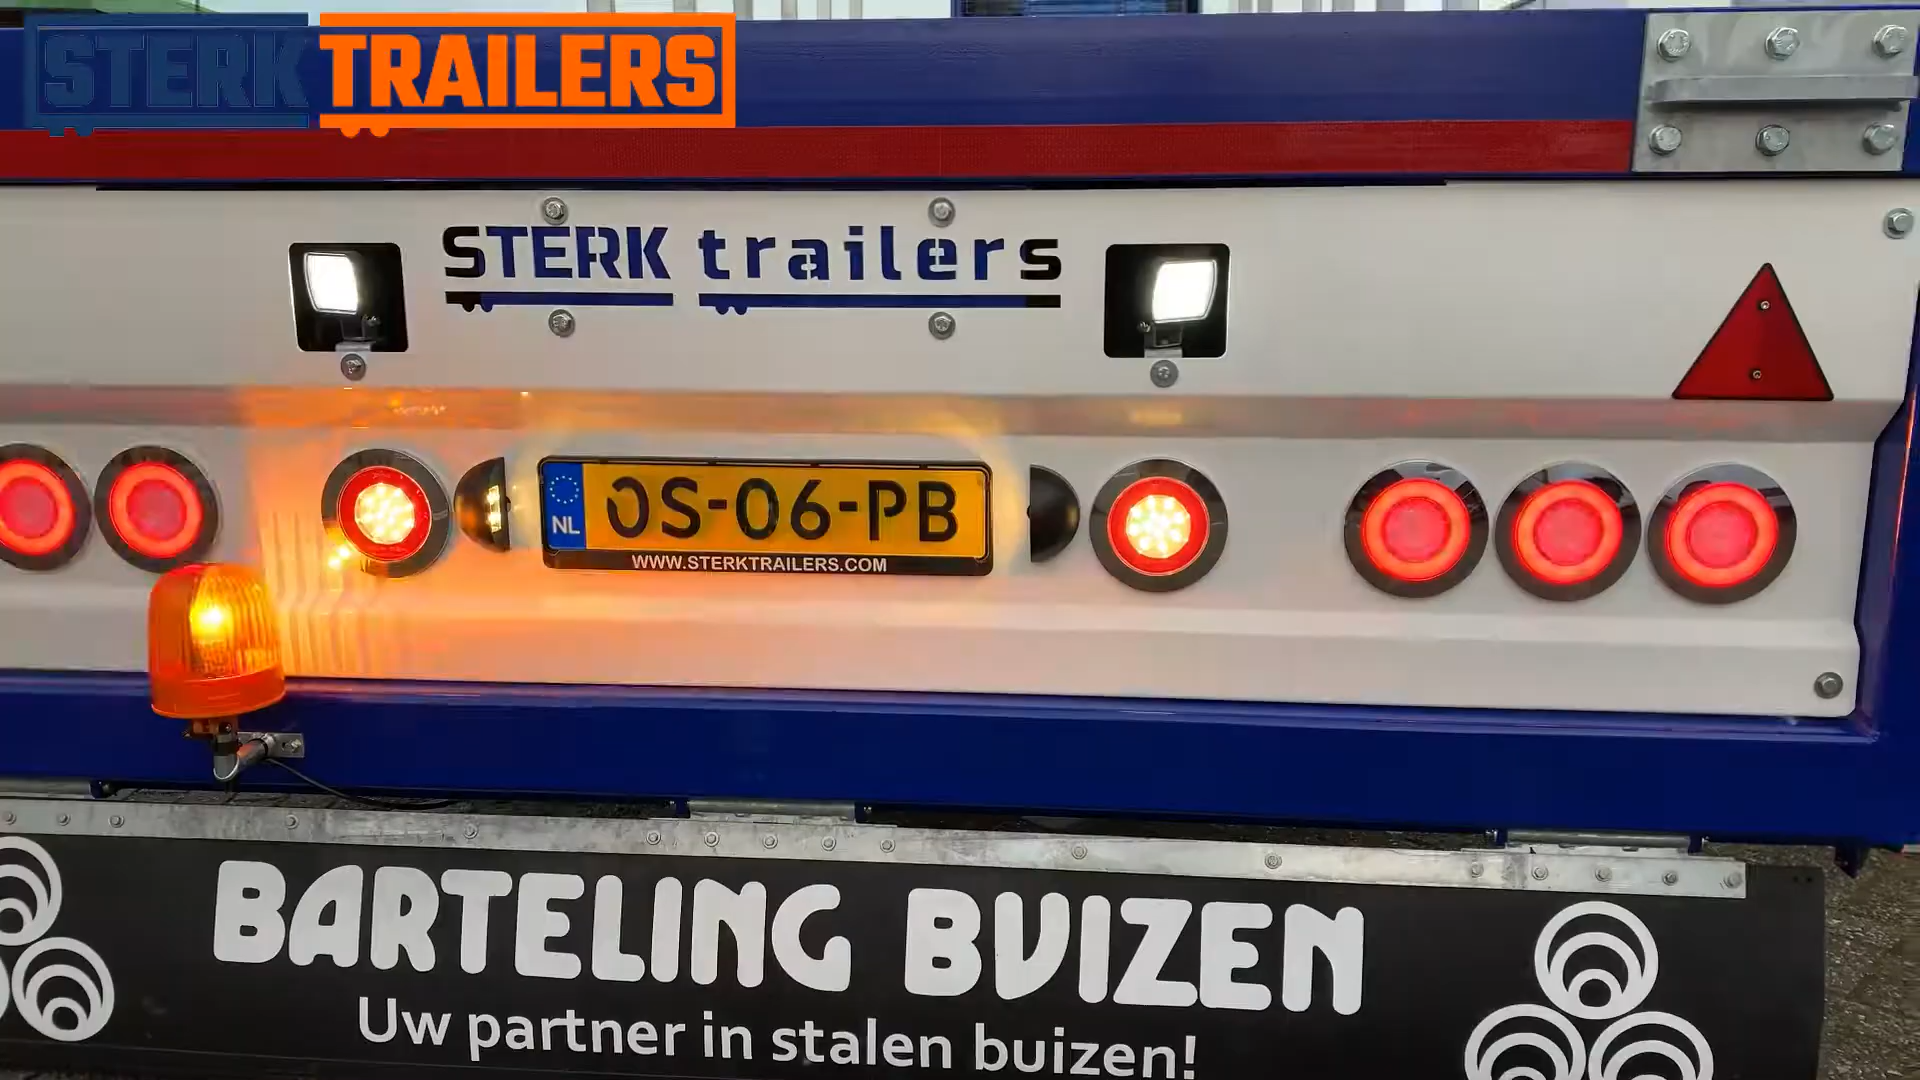 STERK TRAILERS
STERK trailers
NL OS-06-PB
WWW.STERKTRAILERS.COM
BARTELING BUIZEN
Uw partner in stalen buizen!